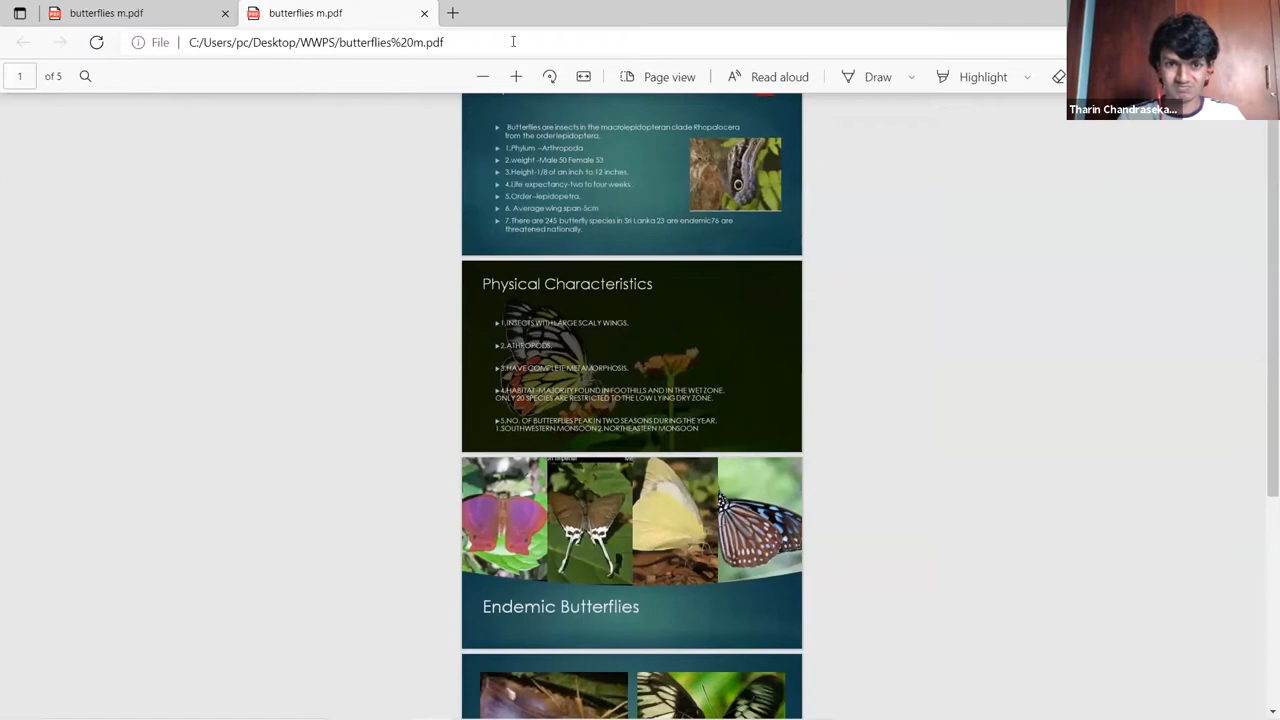 butterflies m.pdf
butterflies m.pdf
File
C:/Users/pc/Desktop/WWPS/butterflies%20m.pdf
1 of 5
Page view
Read aloud
Draw
Highlight
Tharin Chandraseka...
Butterflies are insects in the macrolepidopteran clade Rhopalocera
from the order lepidoptera.
1.Phylum –Arthropoda
2.weight -Male 50 Female 53
3.Height-1/8 of an inch to 12 inches.
4.Life expectancy-two to four weeks .
5.Order –lepidopetra.
6. Average wing span-5cm
7.There are 245 butterfly species in Sri Lanka 23 are endemic76 are
threatened nationally.
Physical Characteristics
1.INSECTS WITH LARGE SCALY WINGS.
2.ATHROPODS.
3.HAVE COMPLETE METAMORPHOSIS.
4.HABITAT-MAJORITY FOUND IN FOOTHILLS AND IN THE WET ZONE.
ONLY 20 SPECIES ARE RESTRICTED TO THE LOW LYING DRY ZONE.
5.NO. OF BUTTERFLIES PEAK IN TWO SEASONS DURING THE YEAR.
1.SOUTHWESTERN MONSOON 2.NORTHEASTERN MONSOON
Imperial
Endemic Butterflies